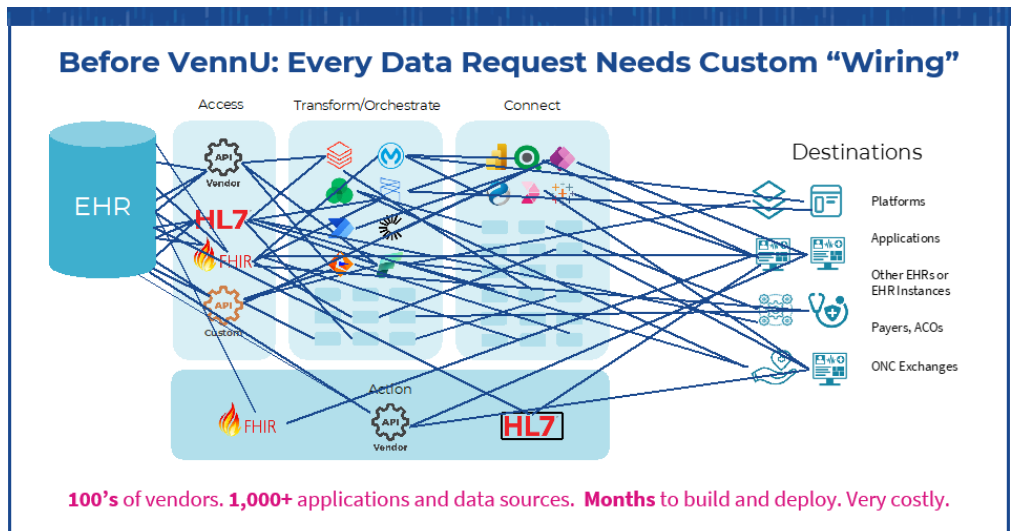 Before VennU: Every Data Request Needs Custom “Wiring”
Access
Transform/Orchestrate
Connect
Destinations
EHR
API
Vendor
HL7
FHIR
API
Custom
Platforms
Applications
Other EHRs or
EHR Instances
Payers, ACOs
ONC Exchanges
Action
FHIR
API
Vendor
HL7
100’s of vendors. 1,000+ applications and data sources. Months to build and deploy. Very costly.